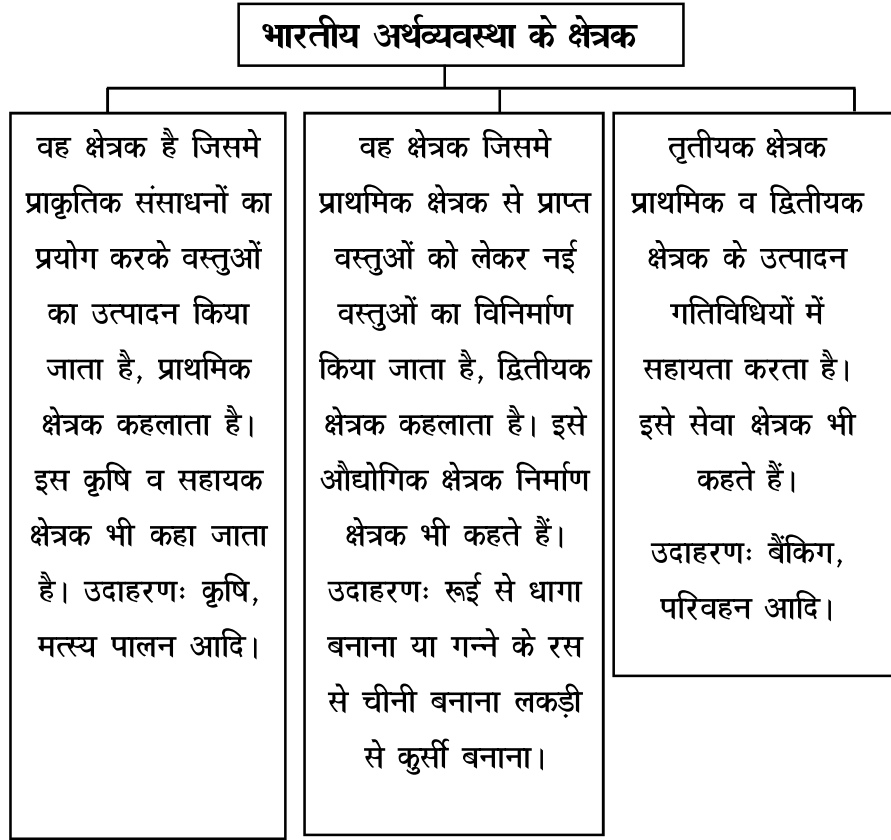 भारतीय अर्थव्यवस्था के क्षेत्रक
वह क्षेत्रक है जिसमे
प्राकृतिक संसाधनों का
प्रयोग करके वस्तुओं
का उत्पादन किया
जाता है, प्राथमिक
क्षेत्रक कहलाता है।
इस कृषि व सहायक
क्षेत्रक भी कहा जाता
है। उदाहरणः कृषि,
मत्स्य पालन आदि।
वह क्षेत्रक जिसमे
प्राथमिक क्षेत्रक से प्राप्त
वस्तुओं को लेकर नई
वस्तुओं का विनिर्माण
किया जाता है, द्वितीयक
क्षेत्रक कहलाता है। इसे
औद्योगिक क्षेत्रक निर्माण
क्षेत्रक भी कहते हैं।
उदाहरणः रूई से धागा
बनाना या गन्ने के रस
से चीनी बनाना लकड़ी
से कुर्सी बनाना।
तृतीयक क्षेत्रक
प्राथमिक व द्वितीयक
क्षेत्रक के उत्पादन
गतिविधियों में
सहायता करता है।
इसे सेवा क्षेत्रक भी
कहते हैं।
उदाहरणः बैंकिग,
परिवहन आदि।